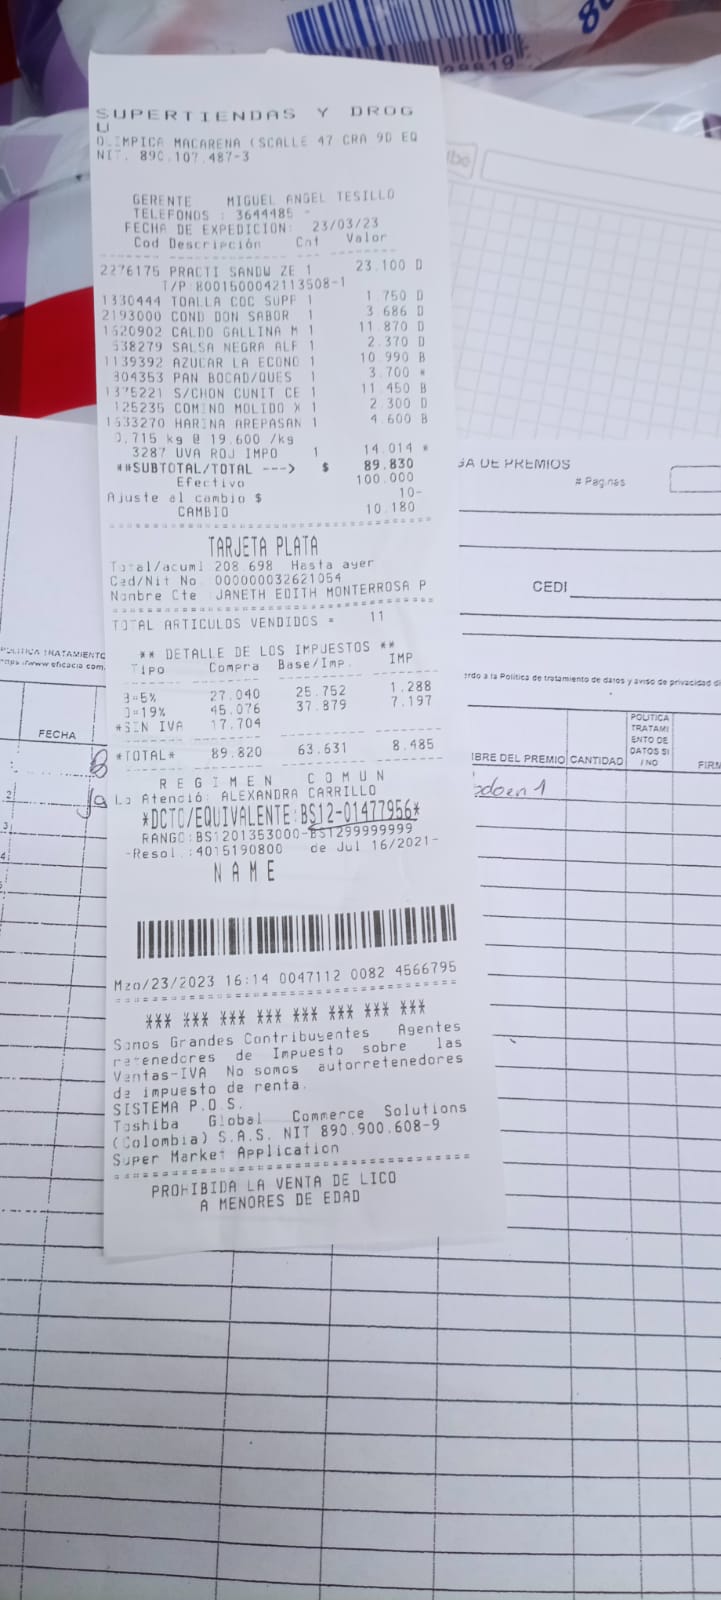 SUPERTIENDAS Y DROG
U
OLIMPICA MACARENA (SCALLE 47 CRA 9D EQ
NIT. 890.107.487-3
GERENTE MIGUEL ANGEL TESILLO
TELEFONOS : 3644485 -
FECHA DE EXPEDICION: 23/03/23
Cod Descripción Cnt Valor
2276175 PRACTI SANDW ZE 1 23.100 D
T/P:8001500042113508-1
1330444 TOALLA COC SUPF 1 1.750 D
2193000 COND DON SABOR 1 3.686 D
1620902 CALDO GALLINA M 1 11.870 D
538279 SALSA NEGRA ALF 1 2.370 D
1139392 AZUCAR LA ECONO 1 10.990 B
804353 PAN BOCAD/QUES 1 3.700 *
1375221 S/CHON CUNIT CE 1 11.450 B
125235 COMINO MOLIDO X 1 2.300 D
1633270 HARINA AREPASAN 1 4.600 B
0,715 kg @ 19.600 /kg
3287 UVA ROJ IMPO 1 14.014 *
**SUBTOTAL/TOTAL ---> $ 89.830
Efectivo 100.000
Ajuste al cambio $ 10-
CAMBIO 10.180
TARJETA PLATA
Total/acuml 208.698 Hasta ayer
Ced/Nit No. 000000032621054
Nombre Cte :JANETH EDITH MONTERROSA P
TOTAL ARTICULOS VENDIDOS = 11
** DETALLE DE LOS IMPUESTOS **
Tipo Compra Base/Imp. IMP
B=5% 27.040 25.752 1.288
D=19% 45.076 37.879 7.197
*SIN IVA 17.704
*TOTAL* 89.820 63.631 8.485
REGIMEN COMUN
Lo Atenció: ALEXANDRA CARRILLO
*DCTO/EQUIVALENTE:BS12-01477956*
RANGO:BS1201353000-BS1299999999
-Resol.:4015190800 de Jul 16/2021-
NAME
Mzo/23/2023 16:14 0047112 0082 4566795
*** *** *** *** *** *** *** ***
Somos Grandes Contribuyentes Agentes
retenedores de Impuesto sobre las
Ventas-IVA No somos autorretenedores
de impuesto de renta.
SISTEMA P.O.S.
Toshiba Global Commerce Solutions
(Colombia) S.A.S. NIT 890.900.608-9
Super Market Application
PROHIBIDA LA VENTA DE LICO
A MENORES DE EDAD
GA DE PREMIOS
# Paginas
CEDI
POLITICA TRATAMIENTO
https://www.eficacia.com.
erdo a la Politica de tratamiento de datos y aviso de privacidad di
FECHA
BRE DEL PREMIO
CANTIDAD
POLITICA
TRATAMI
ENTO DE
DATOS SI
/ NO
FIRM
2
3
4